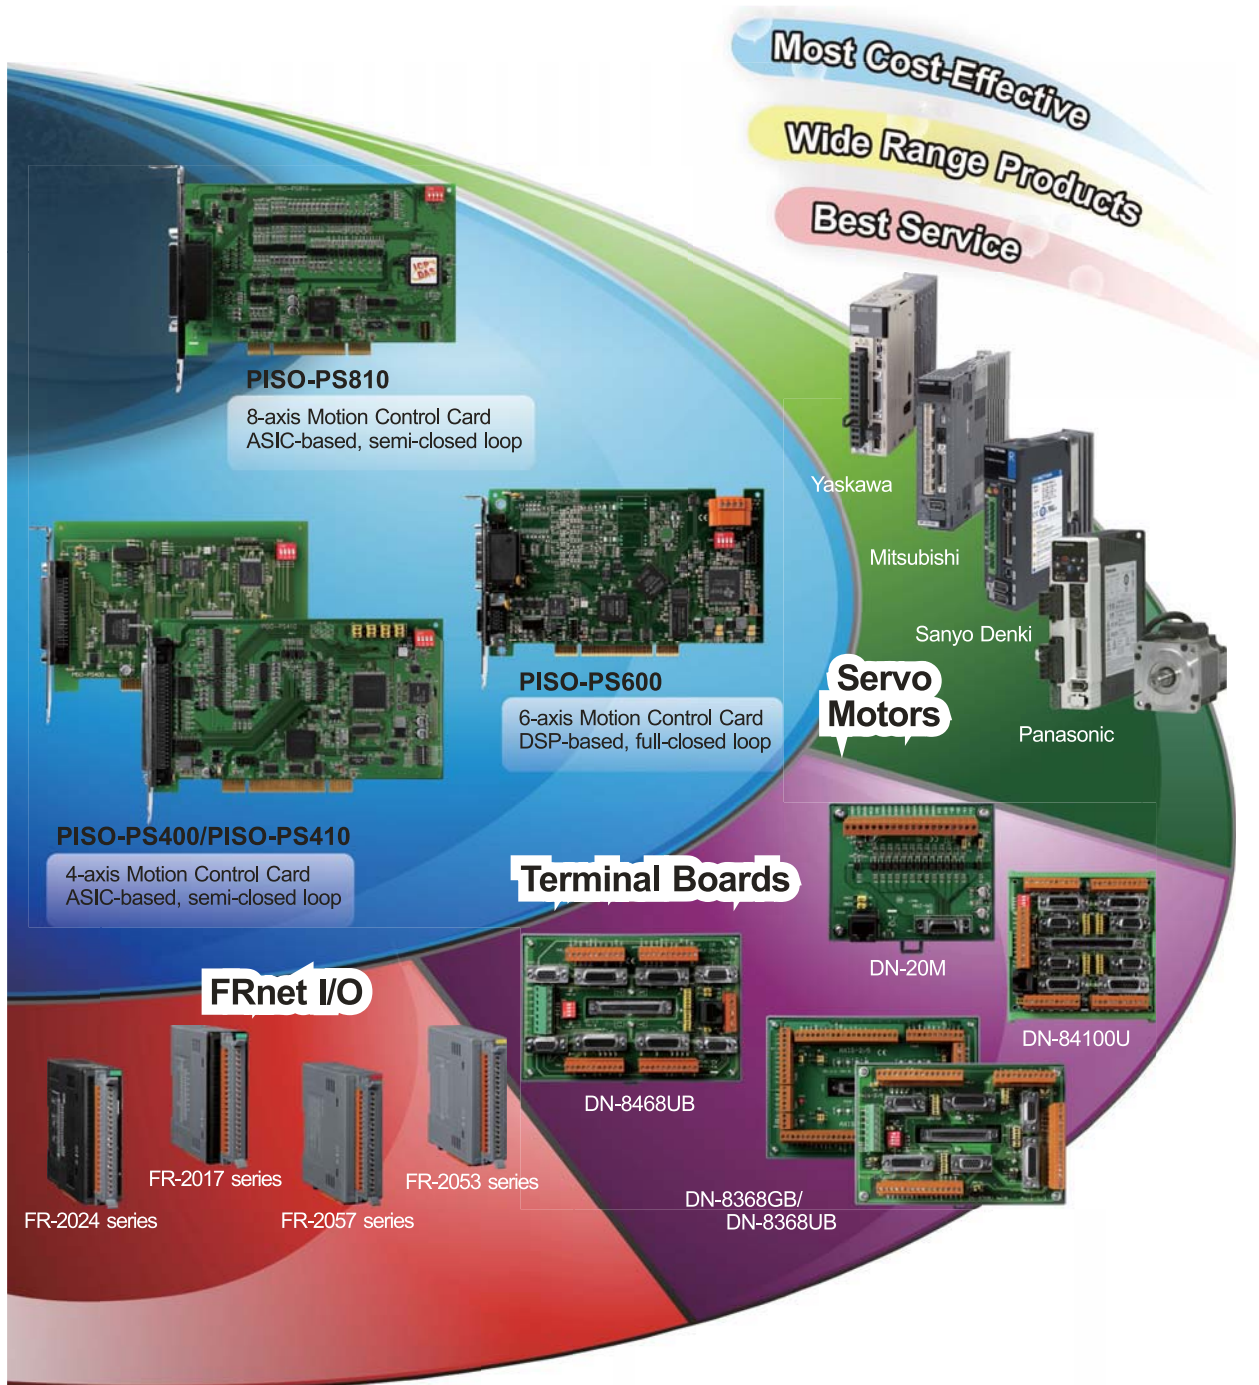 Most Cost-Effective
Wide Range Products
Best Service
PISO-PS810
8-axis Motion Control Card
ASIC-based, semi-closed loop
Yaskawa
Mitsubishi
Sanyo Denki
Panasonic
Servo
Motors
PISO-PS600
6-axis Motion Control Card
DSP-based, full-closed loop
PISO-PS400/PISO-PS410
4-axis Motion Control Card
ASIC-based, semi-closed loop
Terminal Boards
DN-20M
DN-84100U
DN-8468UB
DN-8368GB/
DN-8368UB
FRnet I/O
FR-2017 series
FR-2053 series
FR-2024 series
FR-2057 series
ICP
DAS